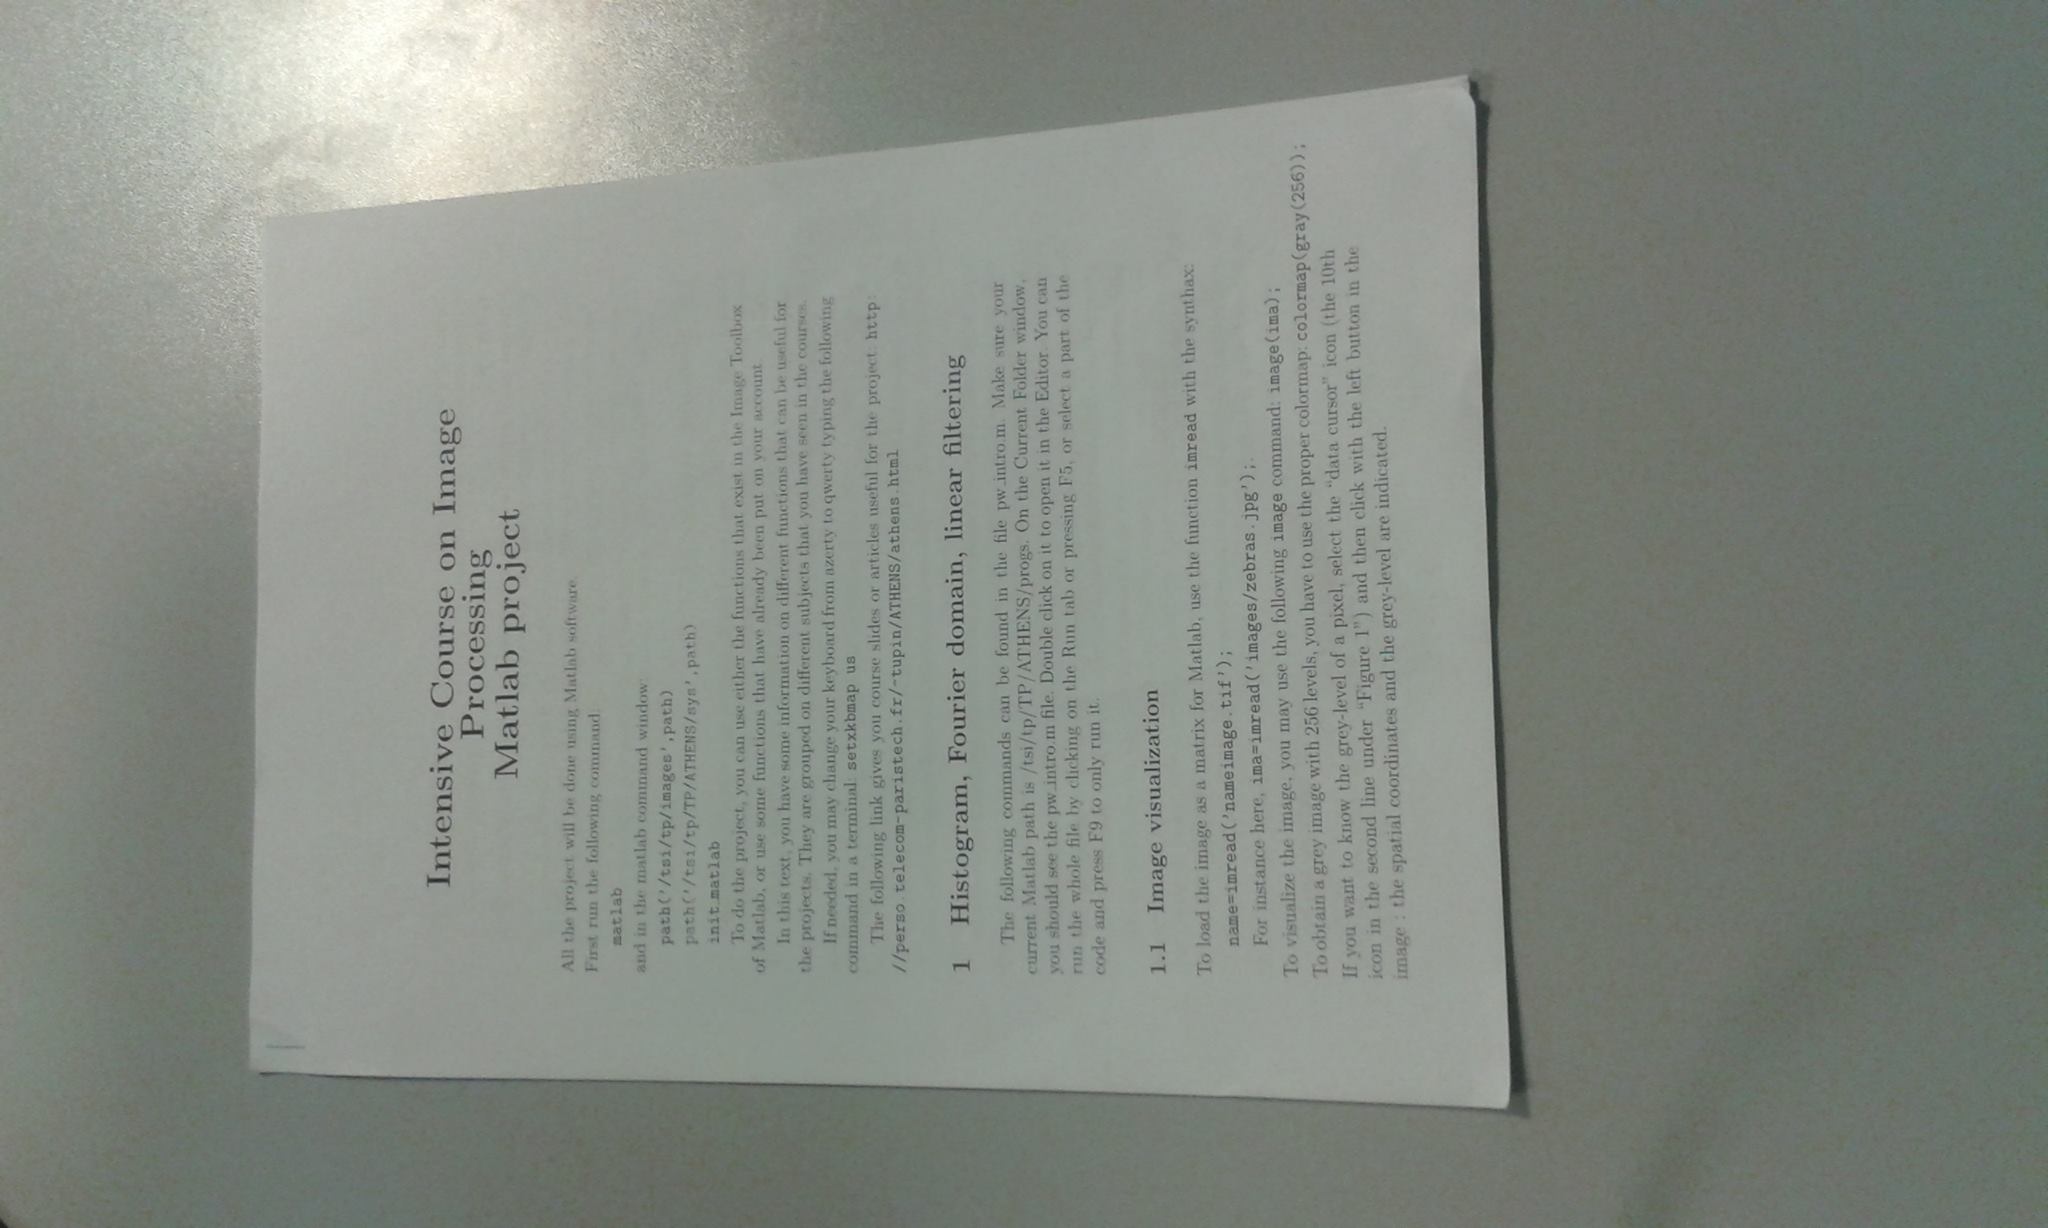 Intensive Course on Image
Processing
Matlab project
All the project will be done using Matlab software.
First run the following command:
matlab
and in the matlab command window:
path('/tsi/tp/images',path)
path('/tsi/tp/TP/ATHENS/sys',path)
init_matlab
To do the project, you can use either the functions that exist in the Image Toolbox
of Matlab, or use some functions that have already been put on your account.
In this text, you have some information on different functions that can be useful for
the projects. They are grouped on different subjects that you have seen in the courses.
If needed, you may change your keyboard from azerty to qwerty typing the following
command in a terminal: setxkbmap us
The following link gives you course slides or articles useful for the project: http:
//perso.telecom-paristech.fr/~tupin/ATHENS/athens.html
1 Histogram, Fourier domain, linear filtering
The following commands can be found in the file pw_intro.m. Make sure your
current Matlab path is /tsi/tp/TP/ATHENS/progs. On the Current Folder window,
you should see the pw_intro.m file. Double click on it to open it in the Editor. You can
run the whole file by clicking on the Run tab or pressing F5, or select a part of the
code and press F9 to only run it.
1.1 Image visualization
To load the image as a matrix for Matlab, use the function imread with the synthax:
name=imread('nameimage.tif');
For instance here, ima=imread('images/zebras.jpg');.
To visualize the image, you may use the following image command: image(ima);
To obtain a grey image with 256 levels, you have to use the proper colormap: colormap(gray(256));
If you want to know the grey-level of a pixel, select the “data cursor” icon (the 10th
icon in the second line under “Figure 1”) and then click with the left button in the
image : the spatial coordinates and the grey-level are indicated.